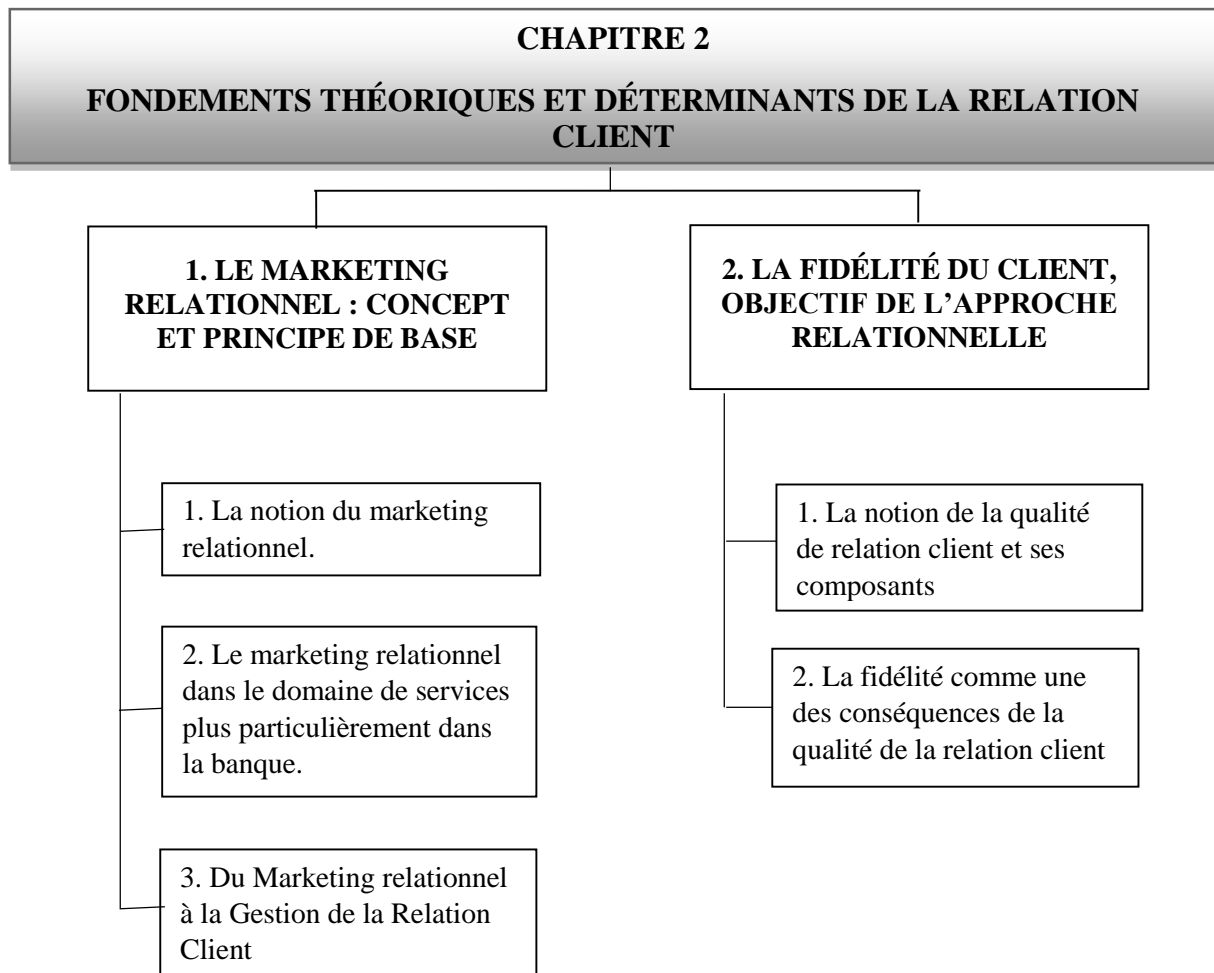 CHAPITRE 2
FONDEMENTS THÉORIQUES ET DÉTERMINANTS DE LA RELATION
CLIENT
1. LE MARKETING
RELATIONNEL : CONCEPT
ET PRINCIPE DE BASE
1. La notion du marketing
relationnel.
2. Le marketing relationnel
dans le domaine de services
plus particulièrement dans
la banque.
3. Du Marketing relationnel
à la Gestion de la Relation
Client
2. LA FIDÉLITÉ DU CLIENT,
OBJECTIF DE L’APPROCHE
RELATIONNELLE
1. La notion de la qualité
de relation client et ses
composants
2. La fidélité comme une
des conséquences de la
qualité de la relation client